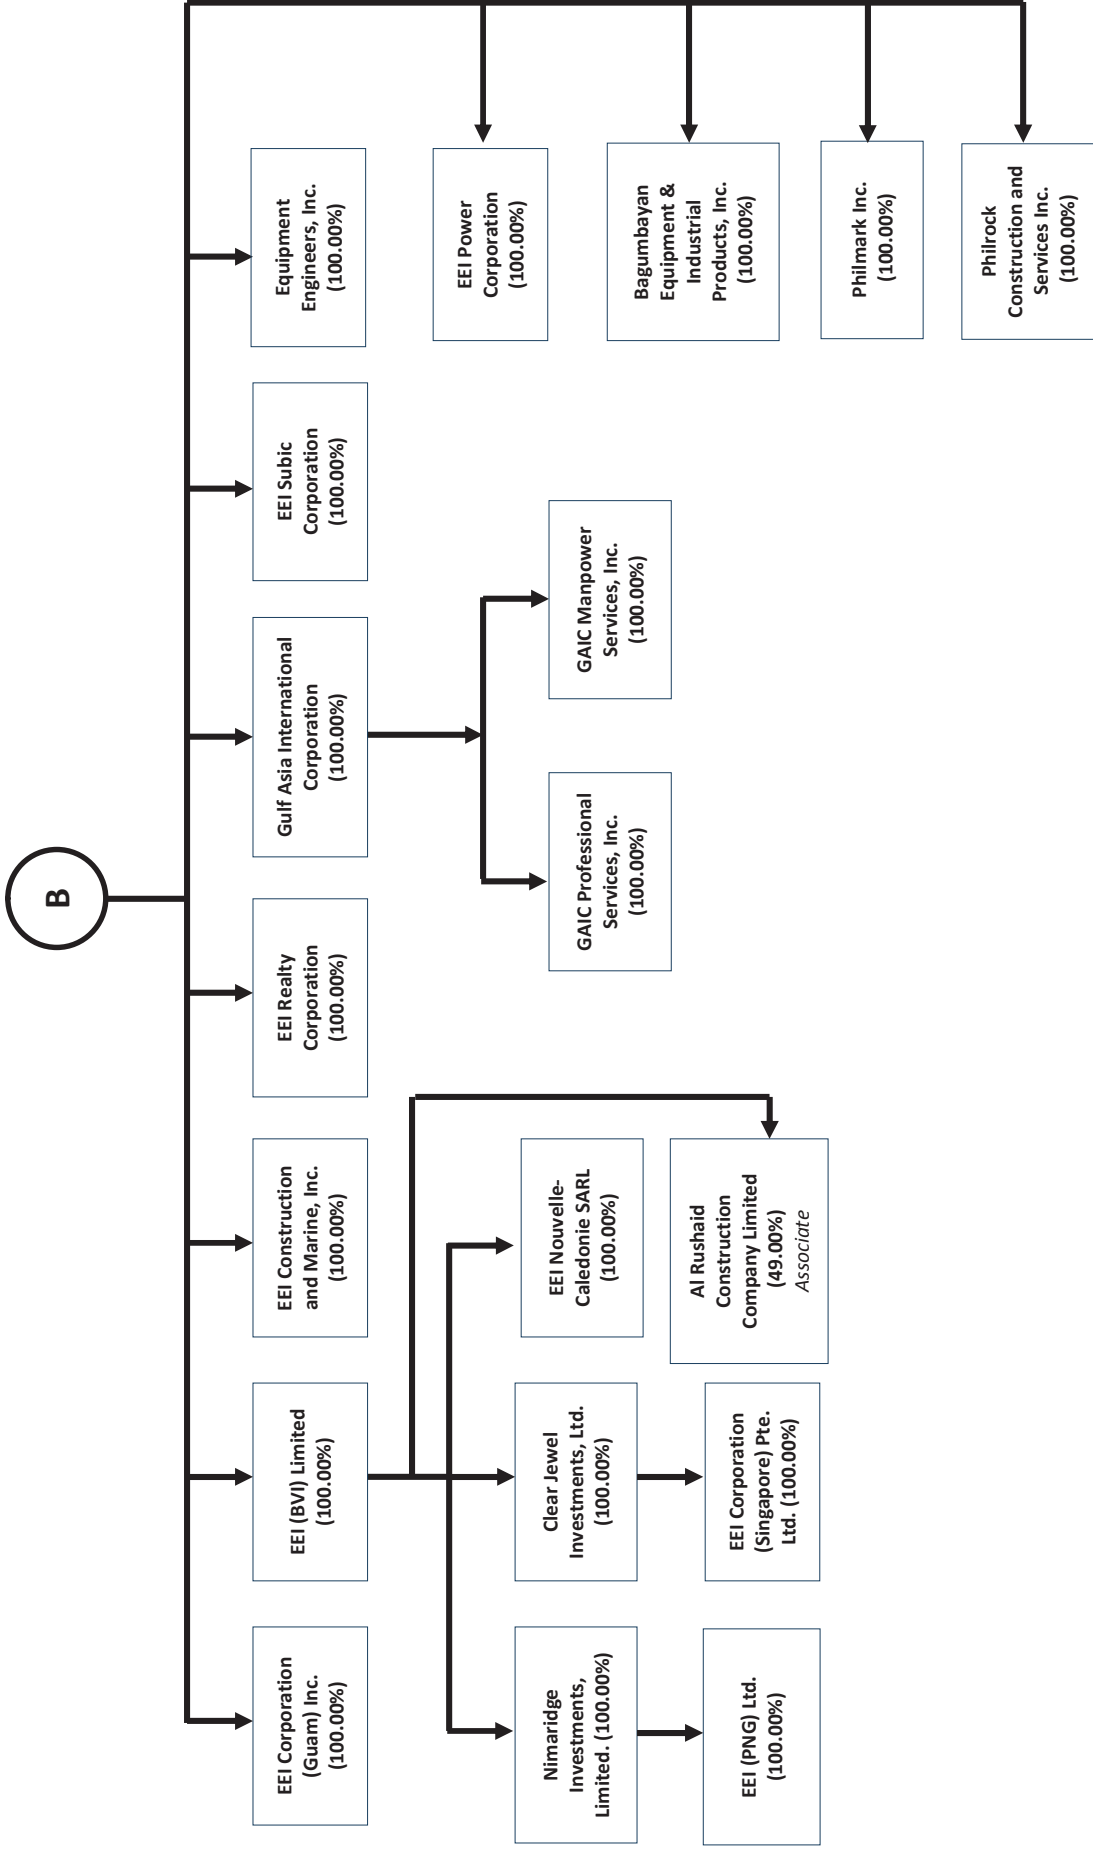 B
EEI Corporation
(Guam) Inc.
(100.00%)
EEI (BVI) Limited
(100.00%)
EEI Construction
and Marine, Inc.
(100.00%)
EEI Realty
Corporation
(100.00%)
Gulf Asia International
Corporation
(100.00%)
EEI Subic
Corporation
(100.00%)
Equipment
Engineers, Inc.
(100.00%)
EEI Power
Corporation
(100.00%)
Nimaridge
Investments,
Limited. (100.00%)
Clear Jewel
Investments, Ltd.
(100.00%)
EEI Nouvelle-
Caledonie SARL
(100.00%)
GAIC Professional
Services, Inc.
(100.00%)
GAIC Manpower
Services, Inc.
(100.00%)
Bagumbayan
Equipment &
Industrial
Products, Inc.
(100.00%)
EEI (PNG) Ltd.
(100.00%)
EEI Corporation
(Singapore) Pte.
Ltd. (100.00%)
Al Rushaid
Construction
Company Limited
(49.00%)
Associate
Philmark Inc.
(100.00%)
Philrock
Construction and
Services Inc.
(100.00%)